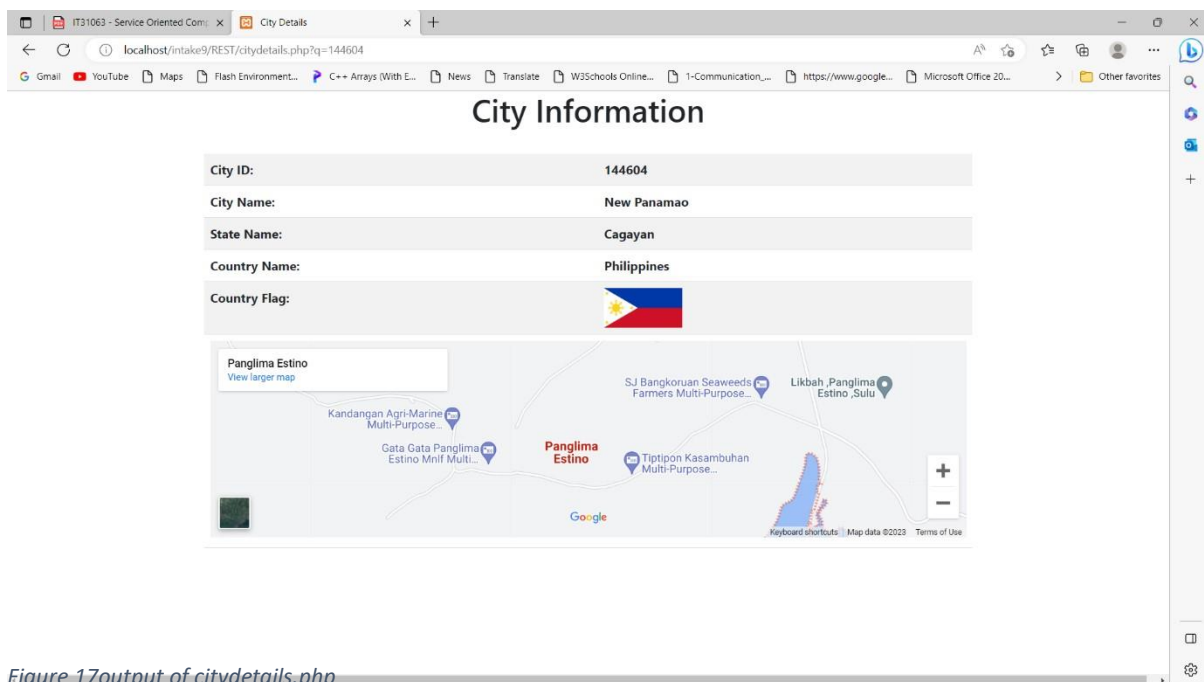 IT31063 - Service Oriented Com
City Details
localhost/intake9/REST/citydetails.php?q=144604
Gmail YouTube Maps Flash Environment... C++ Arrays (With E... News Translate W3Schools Online... 1-Communication_... https://www.google... Microsoft Office 20... Other favorites
City Information
City ID: 144604
City Name: New Panamao
State Name: Cagayan
Country Name: Philippines
Country Flag:
Panglima Estino
View larger map
SJ Bangkoruan Seaweeds
Farmers Multi-Purpose...
Likbah ,Panglima
Estino ,Sulu
Kandangan Agri-Marine
Multi-Purpose...
Gata Gata Panglima
Estino Mnlf Multi...
Panglima
Estino
Tiptipon Kasambuhan
Multi-Purpose...
Google
Keyboard shortcuts Map data ©2023 Terms of Use
Figure 17output of citydetails.php